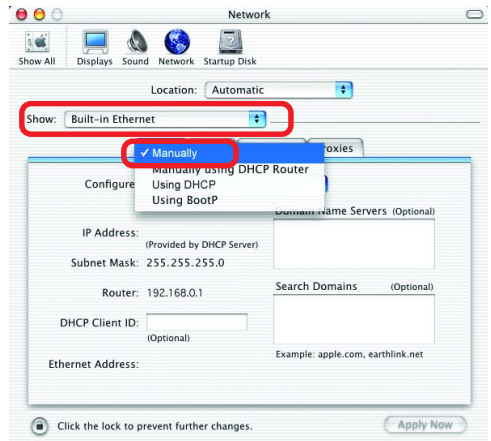 Network
Show All Displays Sound Network Startup Disk
Location: Automatic
Show: Built-in Ethernet
✓ Manually
Manually using DHCP Router
Using DHCP
Using BootP
Configure
Domain Name Servers (Optional)
IP Address:
(Provided by DHCP Server)
Subnet Mask: 255.255.255.0
Router: 192.168.0.1
Search Domains (Optional)
DHCP Client ID:
(Optional)
Example: apple.com, earthlink.net
Ethernet Address:
Click the lock to prevent further changes.
Apply Now